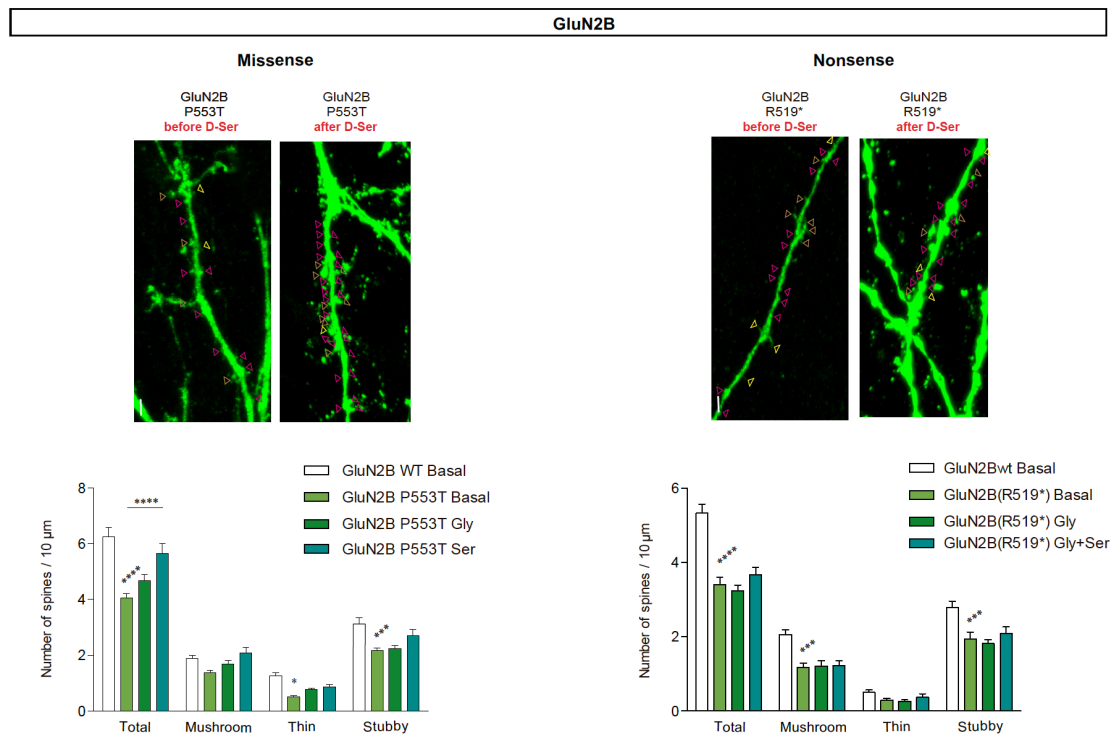 GluN2B
Missense
Nonsense
GluN2B
P553T
before D-Ser
GluN2B
P553T
after D-Ser
GluN2B
R519*
before D-Ser
GluN2B
R519*
after D-Ser
GluN2B WT Basal
GluN2B P553T Basal
GluN2B P553T Gly
GluN2B P553T Ser
Number of spines / 10 µm
8
6
4
2
0
****
****
*
***
Total
Mushroom
Thin
Stubby
GluN2Bwt Basal
GluN2B(R519*) Basal
GluN2B(R519*) Gly
GluN2B(R519*) Gly+Ser
Number of spines / 10 µm
6
4
2
0
****
***
***
Total
Mushroom
Thin
Stubby